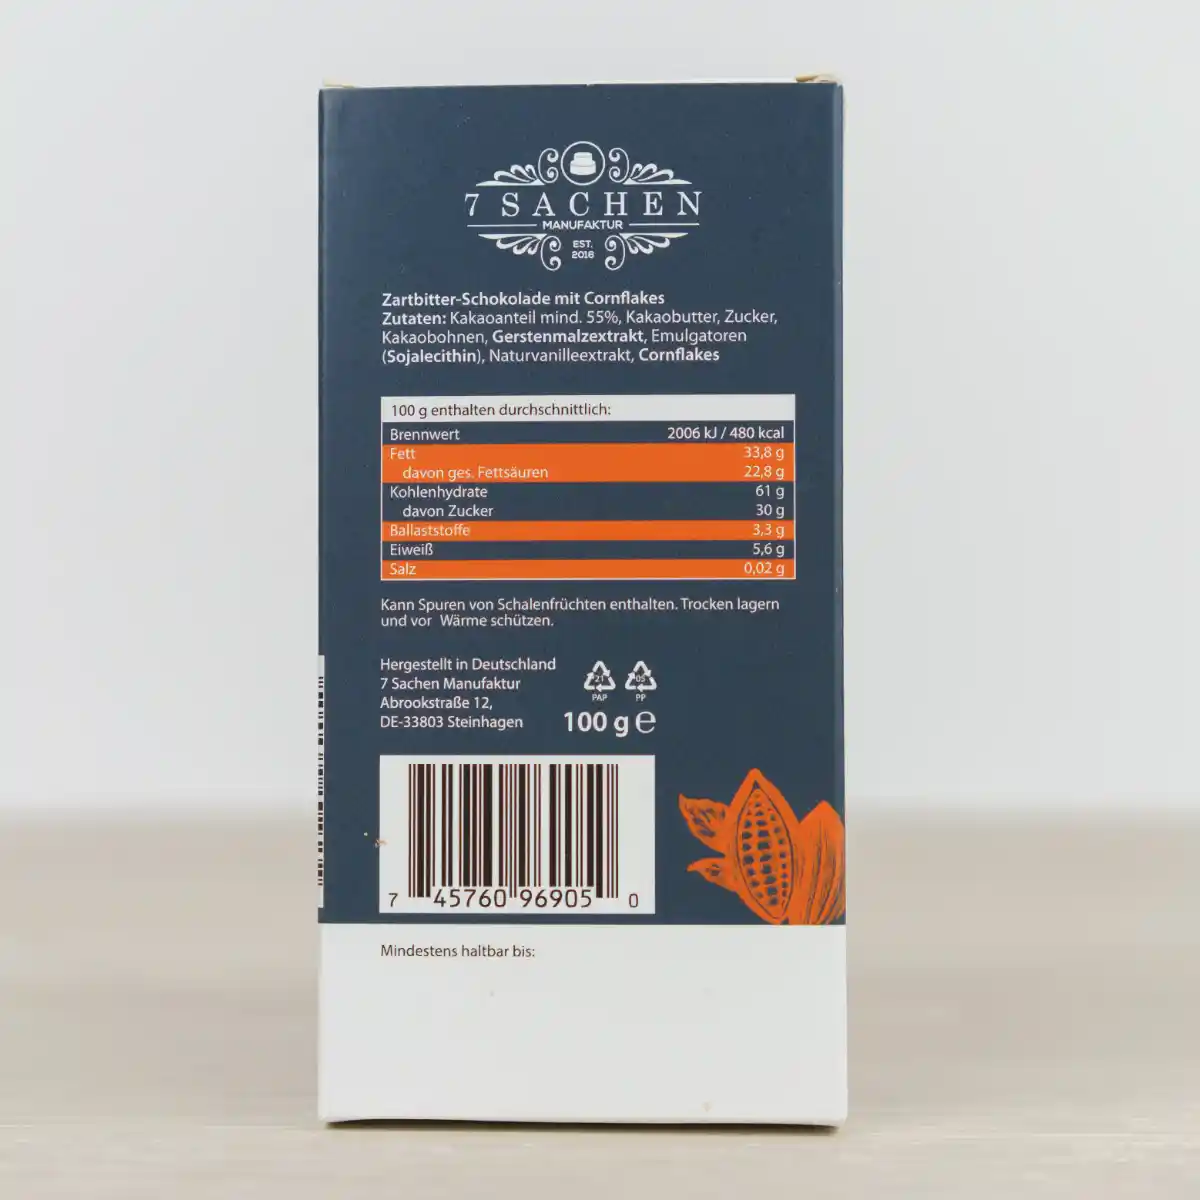 7 SACHEN
MANUFAKTUR
EST.
2016
Zartbitter-Schokolade mit Cornflakes
Zutaten: Kakaoanteil mind. 55%, Kakaobutter, Zucker,
Kakaobohnen, Gerstenmalzextrakt, Emulgatoren
(Sojalecithin), Naturvanilleextrakt, Cornflakes
100 g enthalten durchschnittlich:
Brennwert 2006 kJ / 480 kcal
Fett 33,8 g
davon ges. Fettsäuren 22,8 g
Kohlenhydrate 61 g
davon Zucker 30 g
Ballaststoffe 3,3 g
Eiweiß 5,6 g
Salz 0,02 g
Kann Spuren von Schalenfrüchten enthalten. Trocken lagern
und vor Wärme schützen.
Hergestellt in Deutschland
7 Sachen Manufaktur
Abrookstraße 12,
DE-33803 Steinhagen
21 05
PAP PP
100 g ℮
7 45760 96905 0
Mindestens haltbar bis: